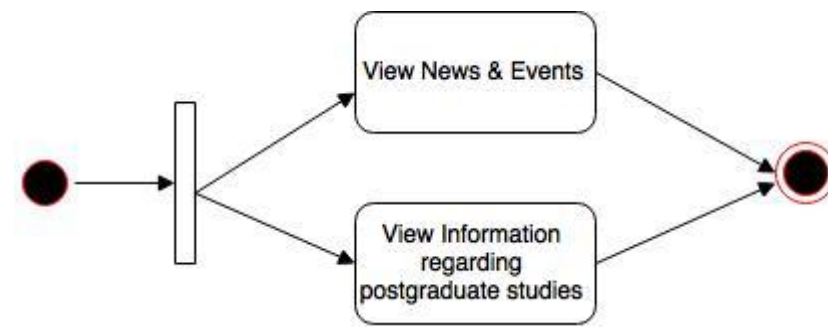 View News & Events
View Information
regarding
postgraduate studies